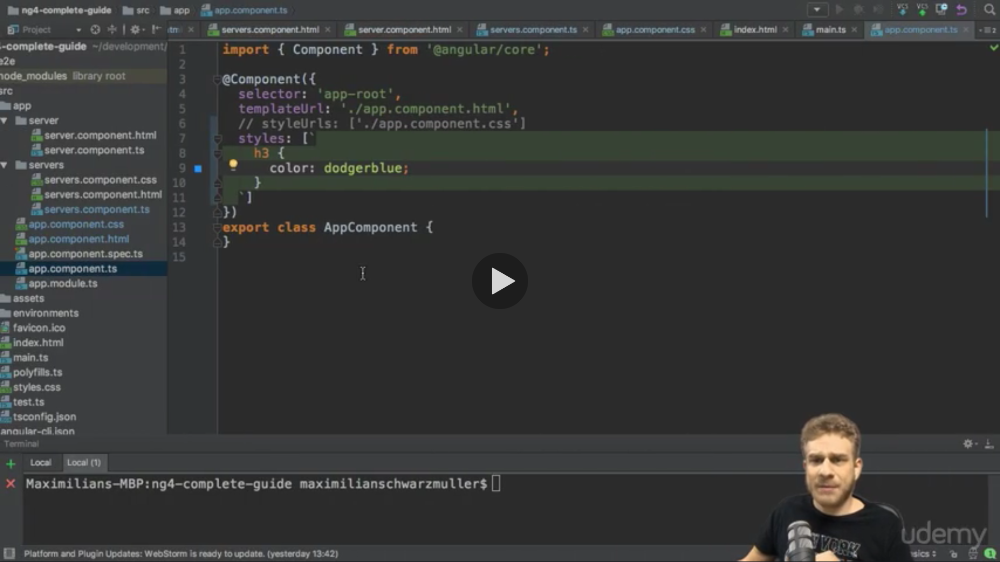 ng4-complete-guide src app app.component.ts
Project
servers.component.html server.component.html servers.component.ts app.component.css index.html main.ts app.component.ts
-complete-guide ~/development/
e2e
node_modules library root
src
app
server
server.component.html
server.component.ts
servers
servers.component.css
servers.component.html
servers.component.ts
app.component.css
app.component.html
app.component.spec.ts
app.component.ts
app.module.ts
assets
environments
favicon.ico
index.html
main.ts
polyfills.ts
styles.css
test.ts
tsconfig.json
angular-cli.json
1 import { Component } from '@angular/core';
2
3 @Component({
4 selector: 'app-root',
5 templateUrl: './app.component.html',
6 // styleUrls: ['./app.component.css']
7 styles: [`
8 h3 {
9 color: dodgerblue;
10 }
11 `]
12 })
13 export class AppComponent {
14 }
15
Terminal
Local Local (1)
Maximilians-MBP:ng4-complete-guide maximilianschwarzmuller$
Platform and Plugin Updates: WebStorm is ready to update. (yesterday 13:42)
YORK
udemy